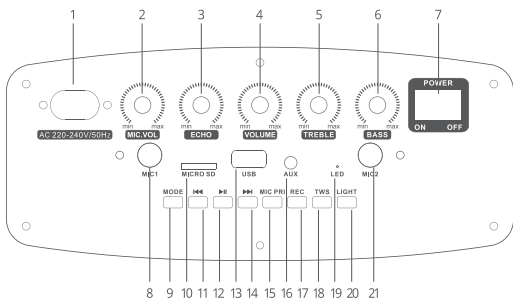 1 2 3 4 5 6 7
POWER
ON OFF
min max min max min max min max min max
AC 220-240V/50Hz MIC.VOL ECHO VOLUME TREBLE BASS
MIC1 MICRO SD USB AUX LED MIC2
MODE ⏮ ⏯ ⏭ MIC PRI REC TWS LIGHT
8 9 10 11 12 13 14 15 16 17 18 19 20 21